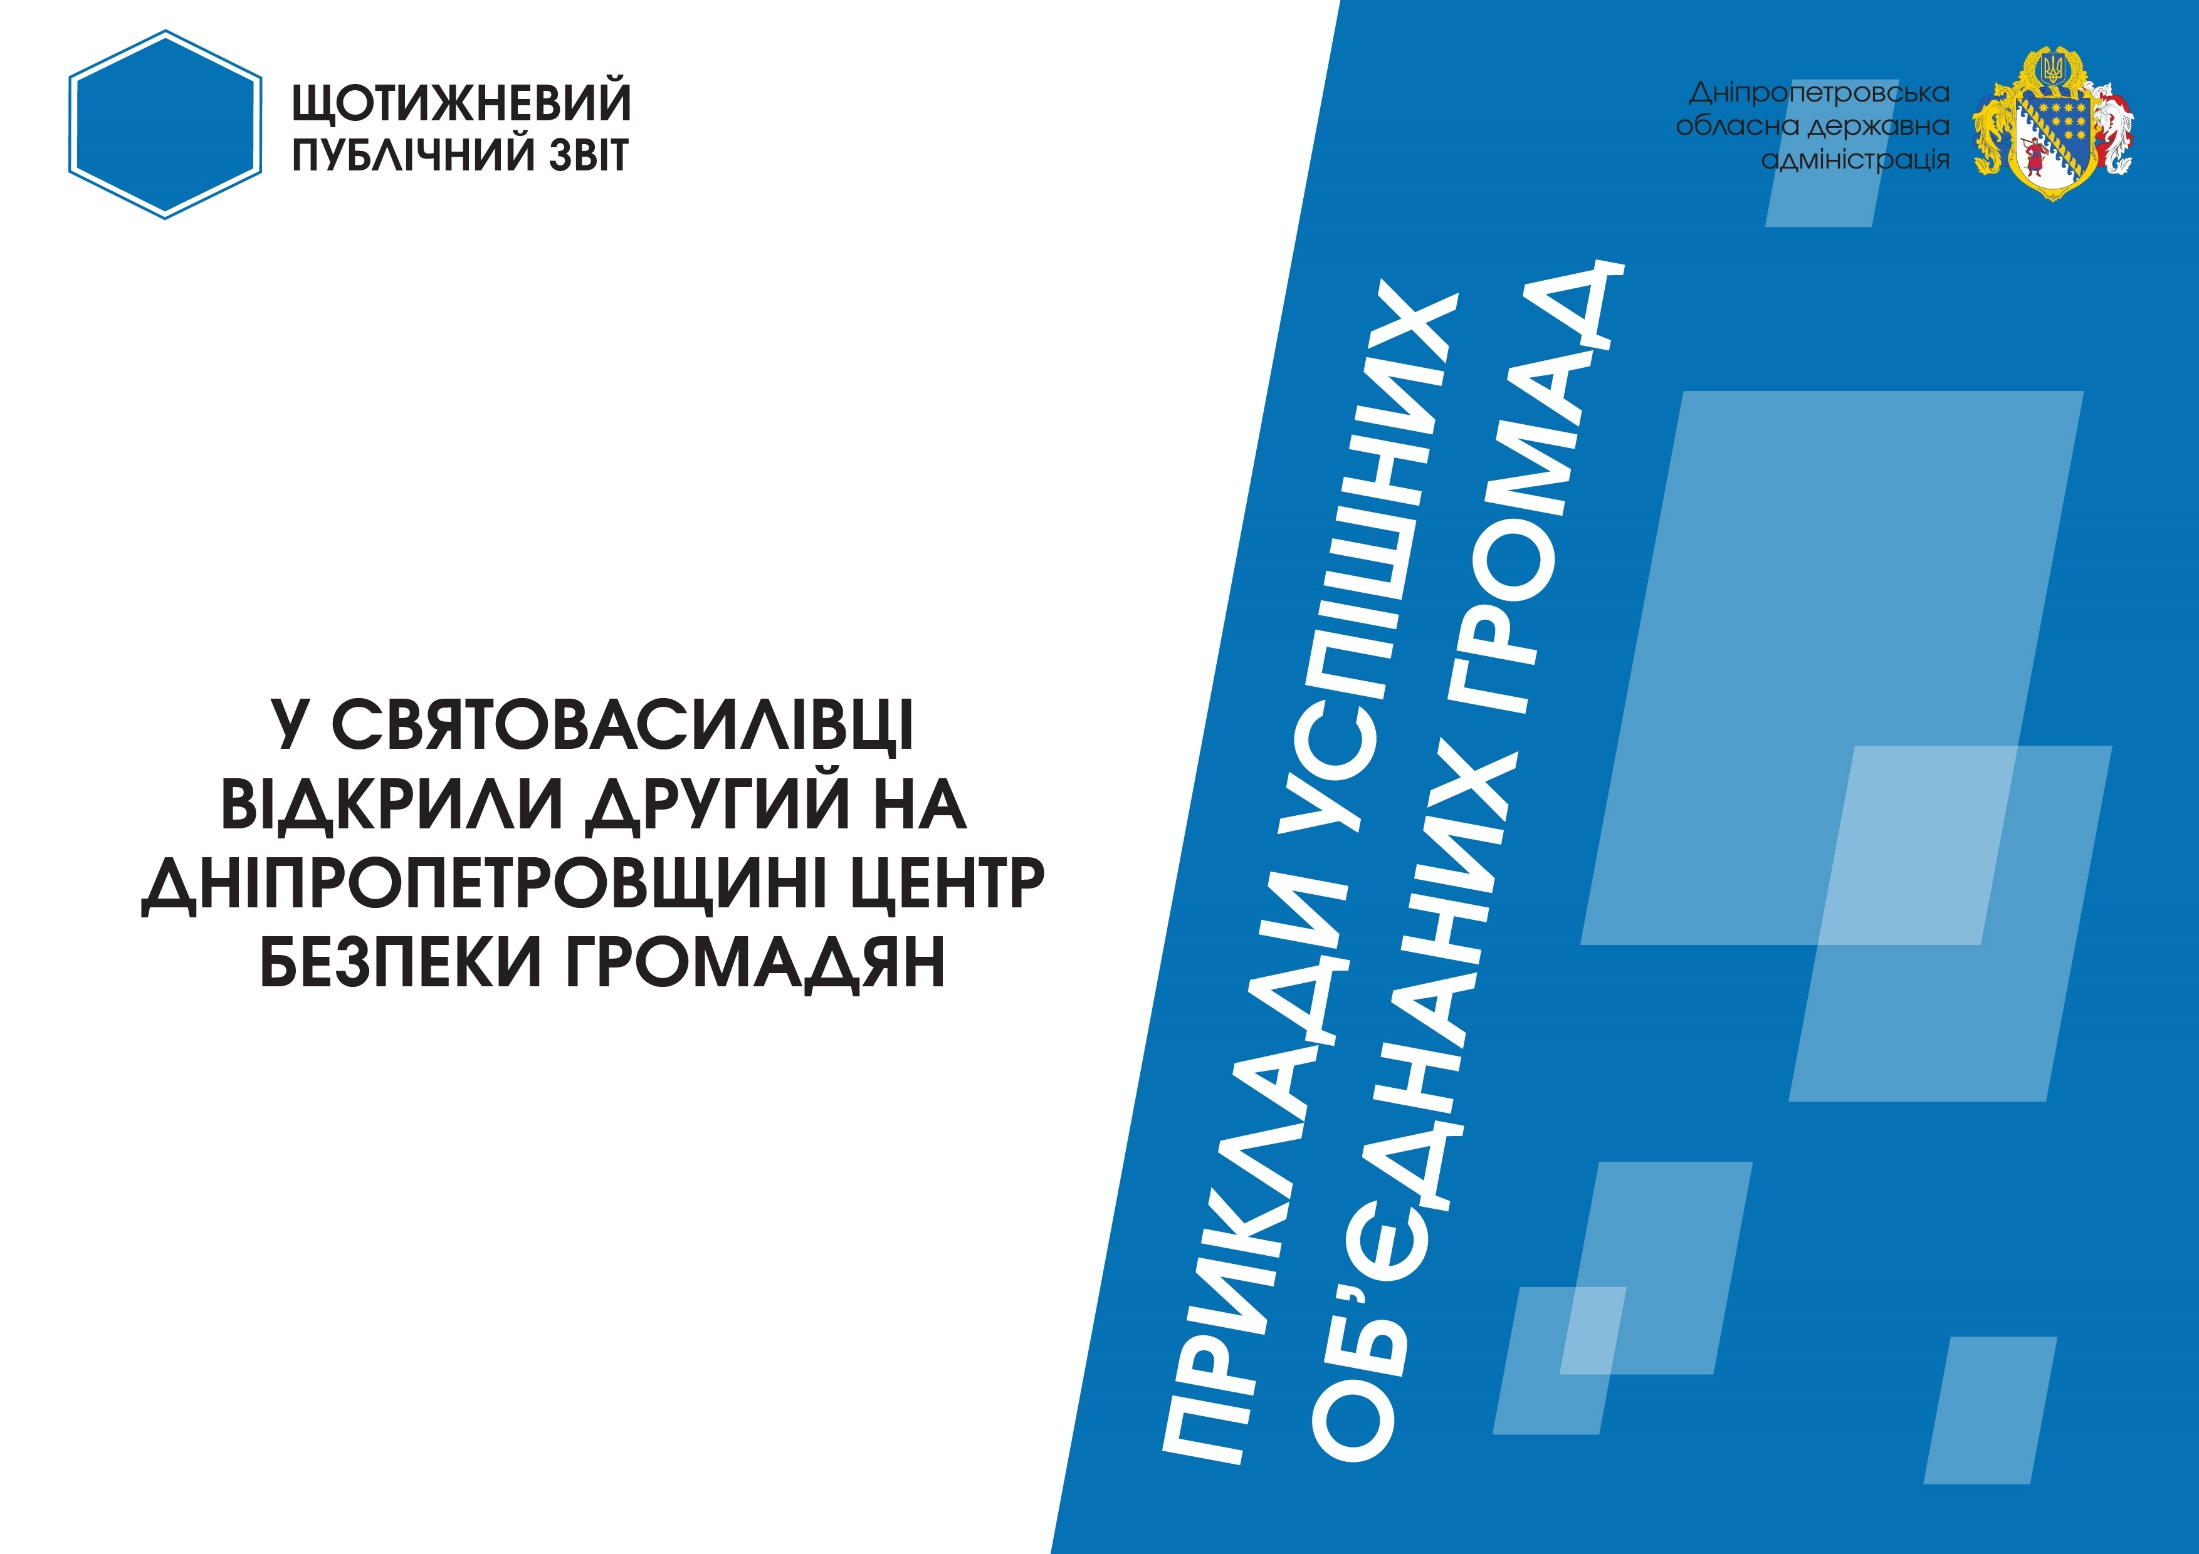 ЩОТИЖНЕВИЙ
ПУБЛІЧНИЙ ЗВІТ
Дніпропетровська
обласна державна
адміністрація
У СВЯТОВАСИЛІВЦІ
ВІДКРИЛИ ДРУГИЙ НА
ДНІПРОПЕТРОВЩИНІ ЦЕНТР
БЕЗПЕКИ ГРОМАДЯН
ПРИКЛАДИ УСПІШНИХ
ОБ’ЄДНАНИХ ГРОМАД